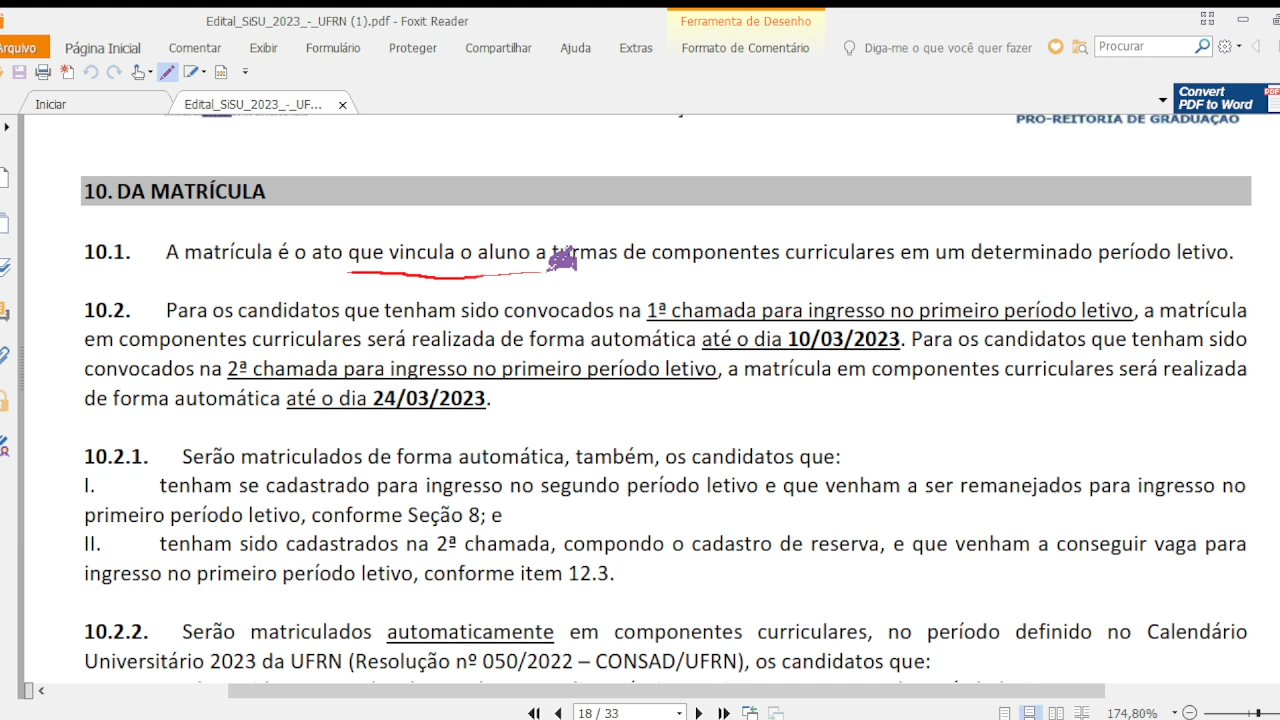 Edital_SiSU_2023_-_UFRN (1).pdf - Foxit Reader
Ferramenta de Desenho
Arquivo Página Inicial Comentar Exibir Formulário Proteger Compartilhar Ajuda Extras Formato de Comentário Diga-me o que você quer fazer Procurar
Iniciar Edital_SiSU_2023_-_UF...
Convert
PDF to Word
PDF
PRO-REITORIA DE GRADUAÇAO
10. DA MATRÍCULA
10.1. A matrícula é o ato que vincula o aluno a turmas de componentes curriculares em um determinado período letivo.
10.2. Para os candidatos que tenham sido convocados na 1ª chamada para ingresso no primeiro período letivo, a matrícula
em componentes curriculares será realizada de forma automática até o dia 10/03/2023. Para os candidatos que tenham sido
convocados na 2ª chamada para ingresso no primeiro período letivo, a matrícula em componentes curriculares será realizada
de forma automática até o dia 24/03/2023.
10.2.1. Serão matriculados de forma automática, também, os candidatos que:
I. tenham se cadastrado para ingresso no segundo período letivo e que venham a ser remanejados para ingresso no
primeiro período letivo, conforme Seção 8; e
II. tenham sido cadastrados na 2ª chamada, compondo o cadastro de reserva, e que venham a conseguir vaga para
ingresso no primeiro período letivo, conforme item 12.3.
10.2.2. Serão matriculados automaticamente em componentes curriculares, no período definido no Calendário
Universitário 2023 da UFRN (Resolução nº 050/2022 – CONSAD/UFRN), os candidatos que:
18 / 33 174,80%